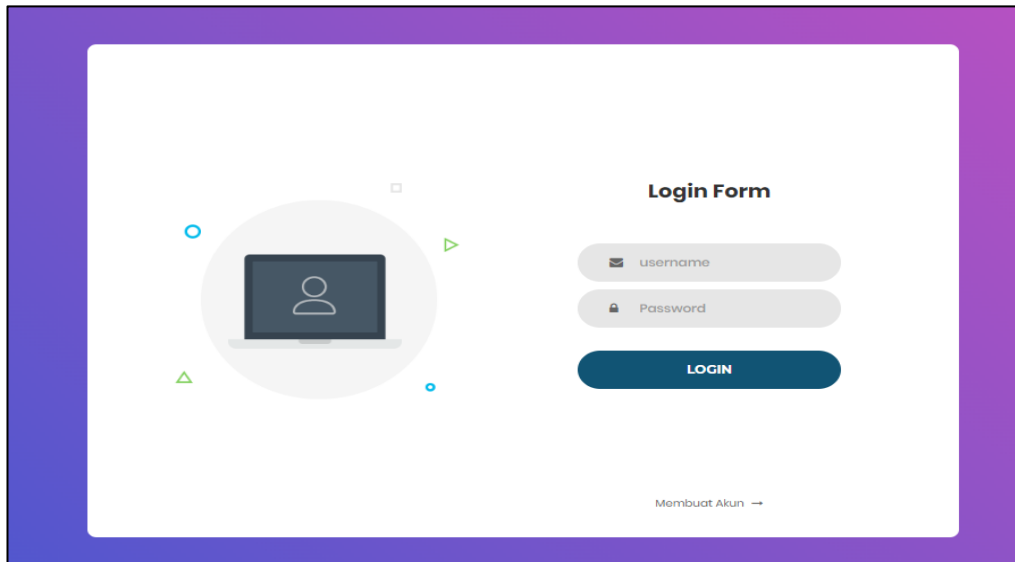 Login Form
username
Password
LOGIN
Membuat Akun →